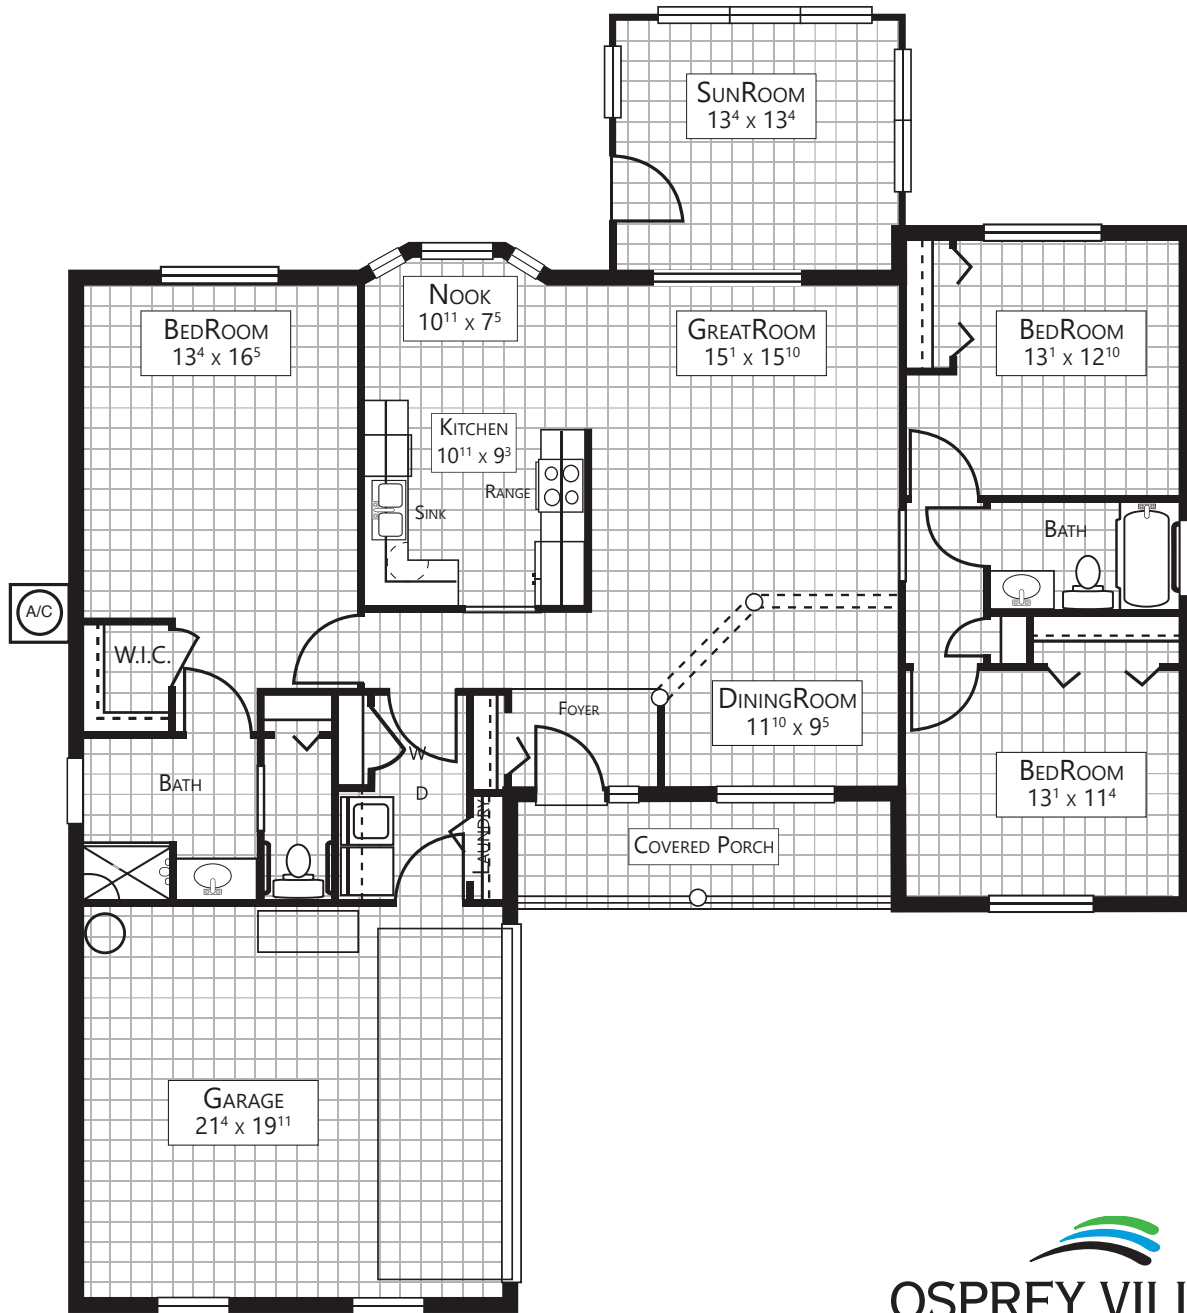 SunRoom
13⁴ x 13⁴
Nook
10¹¹ x 7⁵
BedRoom
13⁴ x 16⁵
GreatRoom
15¹ x 15¹⁰
BedRoom
13¹ x 12¹⁰
Kitchen
10¹¹ x 9³
Range
Sink
Bath
A/C
W.I.C.
Foyer
DiningRoom
11¹⁰ x 9⁵
W
D
Bath
BedRoom
13¹ x 11⁴
Laundry
Covered Porch
Garage
21⁴ x 19¹¹
OSPREY